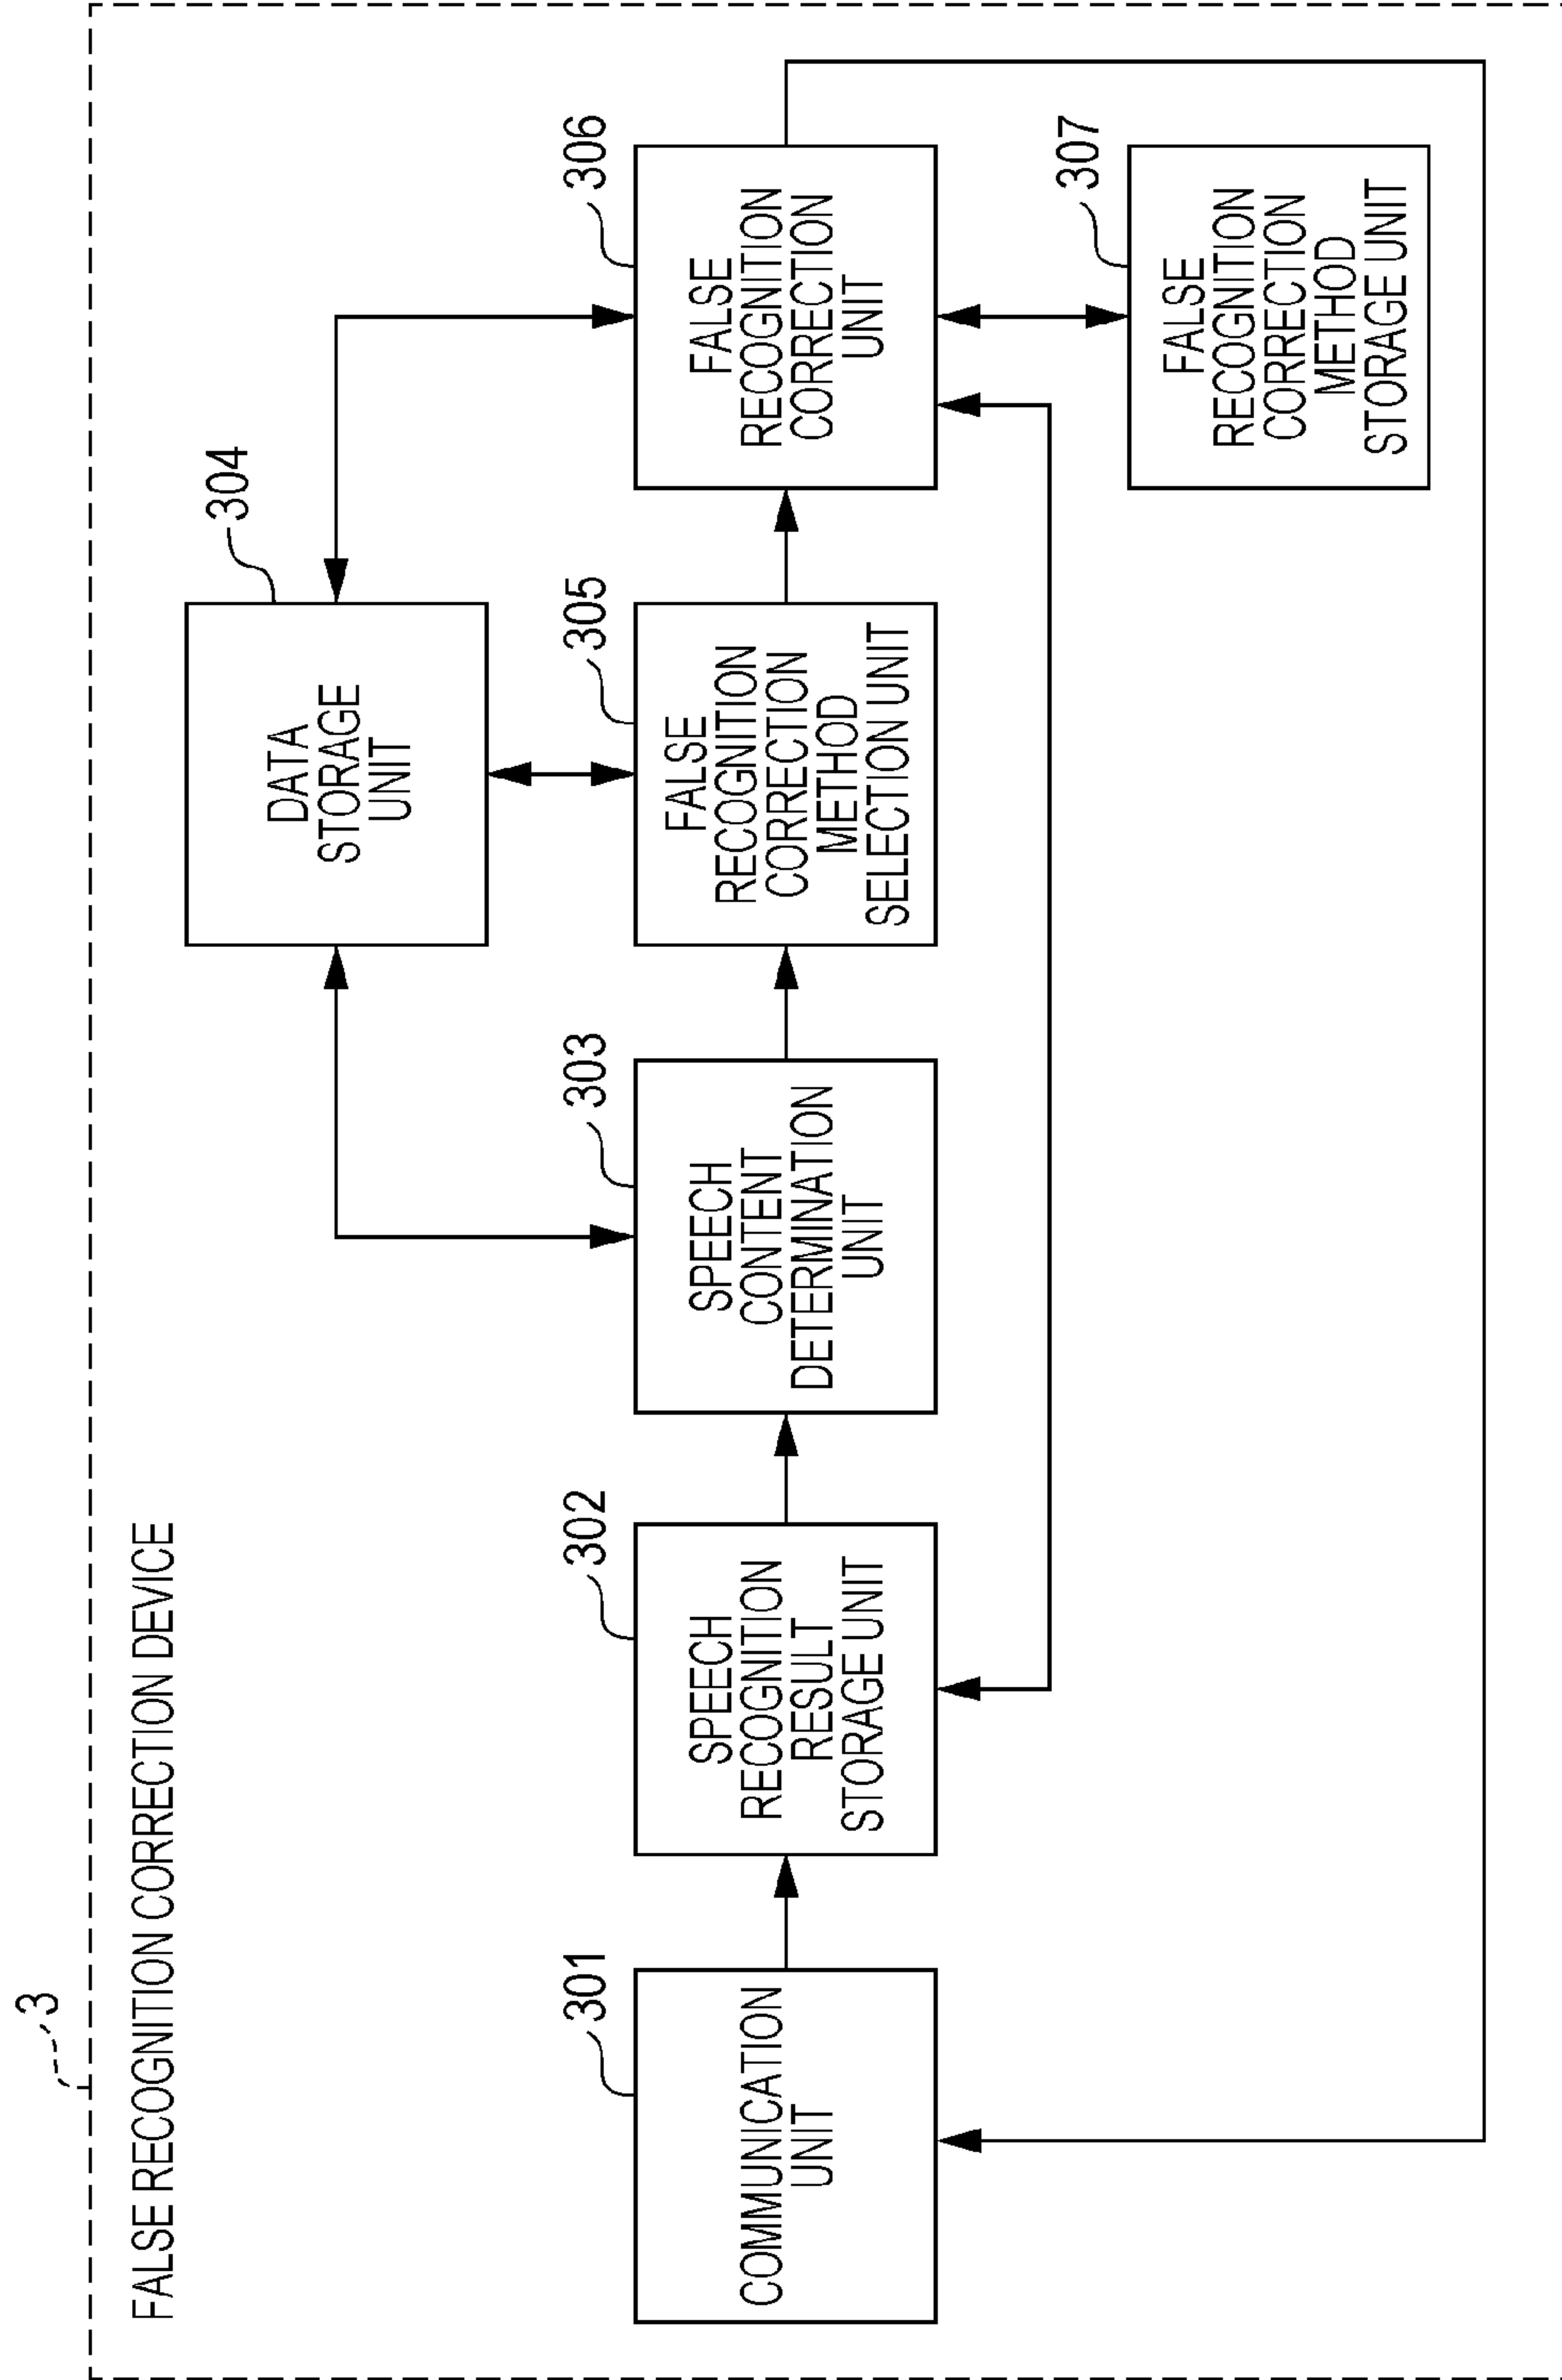 3
FALSE RECOGNITION CORRECTION DEVICE
304
DATA
STORAGE
UNIT
301
COMMUNICATION
UNIT
302
SPEECH
RECOGNITION
RESULT
STORAGE UNIT
303
SPEECH
CONTENT
DETERMINATION
UNIT
305
FALSE
RECOGNITION
CORRECTION
METHOD
SELECTION UNIT
306
FALSE
RECOGNITION
CORRECTION
UNIT
307
FALSE
RECOGNITION
CORRECTION
METHOD
STORAGE UNIT